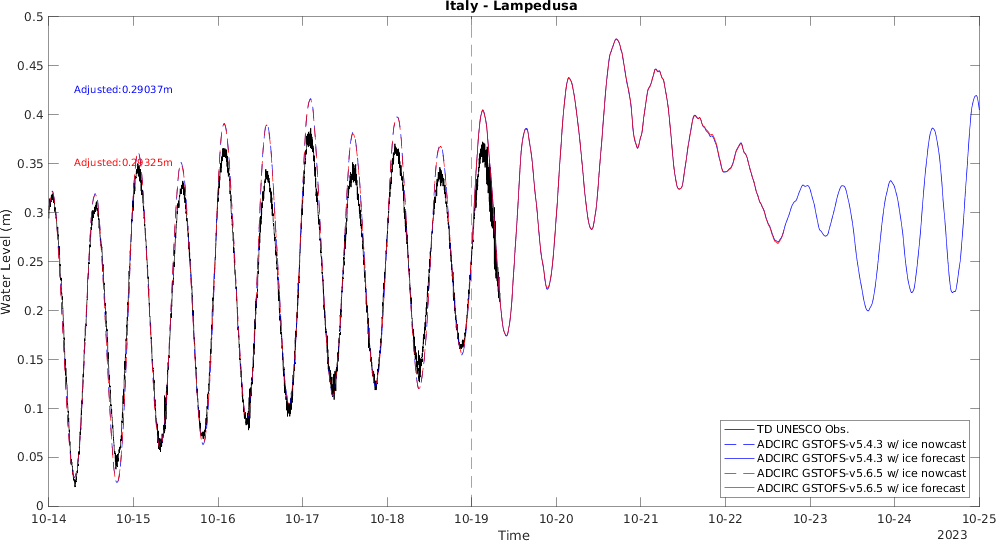 Italy - Lampedusa
0.5
0.45
0.4
0.35
0.3
0.25
0.2
0.15
0.1
0.05
0
Water Level (m)
Adjusted:0.29037m
Adjusted:0.29325m
TD UNESCO Obs.
ADCIRC GSTOFS-v5.4.3 w/ ice nowcast
ADCIRC GSTOFS-v5.4.3 w/ ice forecast
ADCIRC GSTOFS-v5.6.5 w/ ice nowcast
ADCIRC GSTOFS-v5.6.5 w/ ice forecast
10-14 10-15 10-16 10-17 10-18 10-19 10-20 10-21 10-22 10-23 10-24 10-25
Time
2023